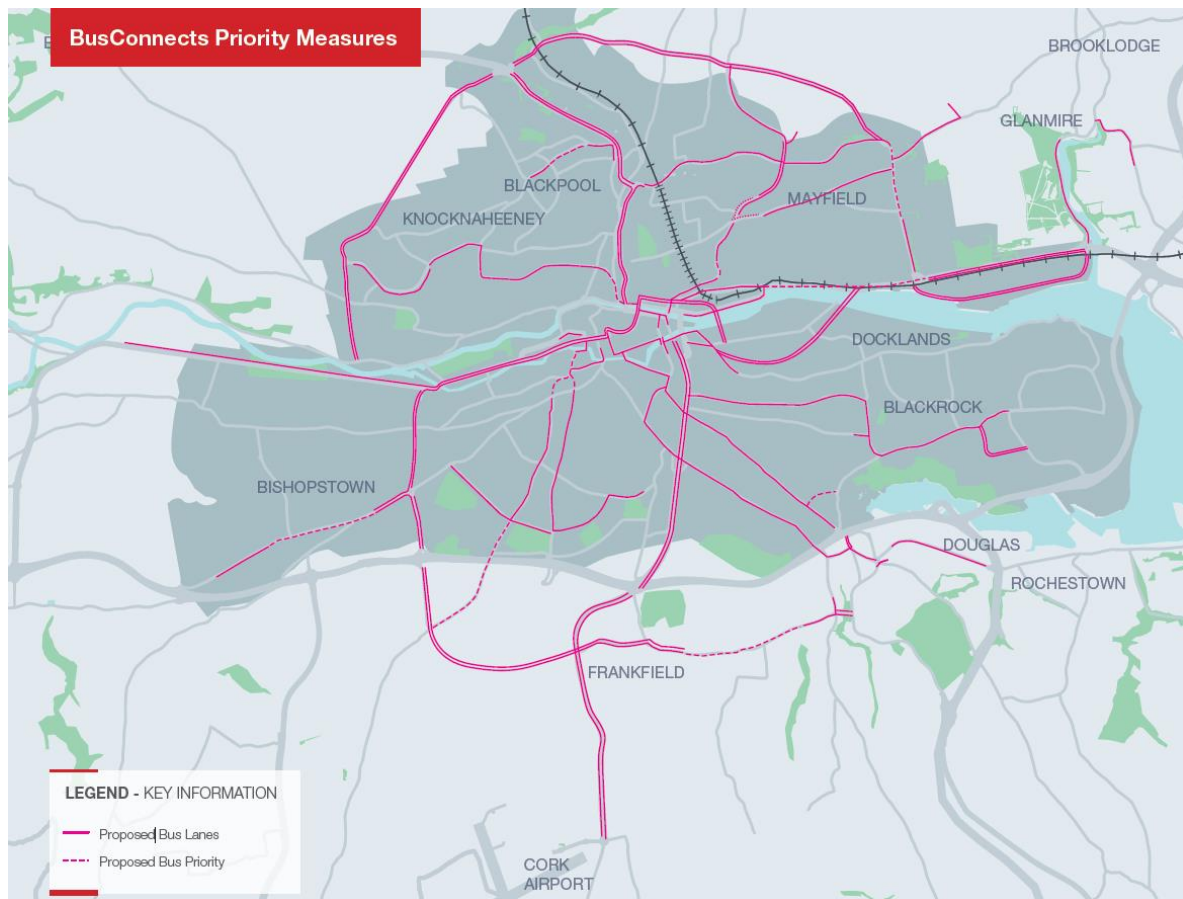 BusConnects Priority Measures
BROOKLODGE
GLANMIRE
BLACKPOOL
MAYFIELD
KNOCKNAHEENEY
DOCKLANDS
BLACKROCK
BISHOPSTOWN
DOUGLAS
ROCHESTOWN
FRANKFIELD
LEGEND - KEY INFORMATION
Proposed Bus Lanes
Proposed Bus Priority
CORK
AIRPORT